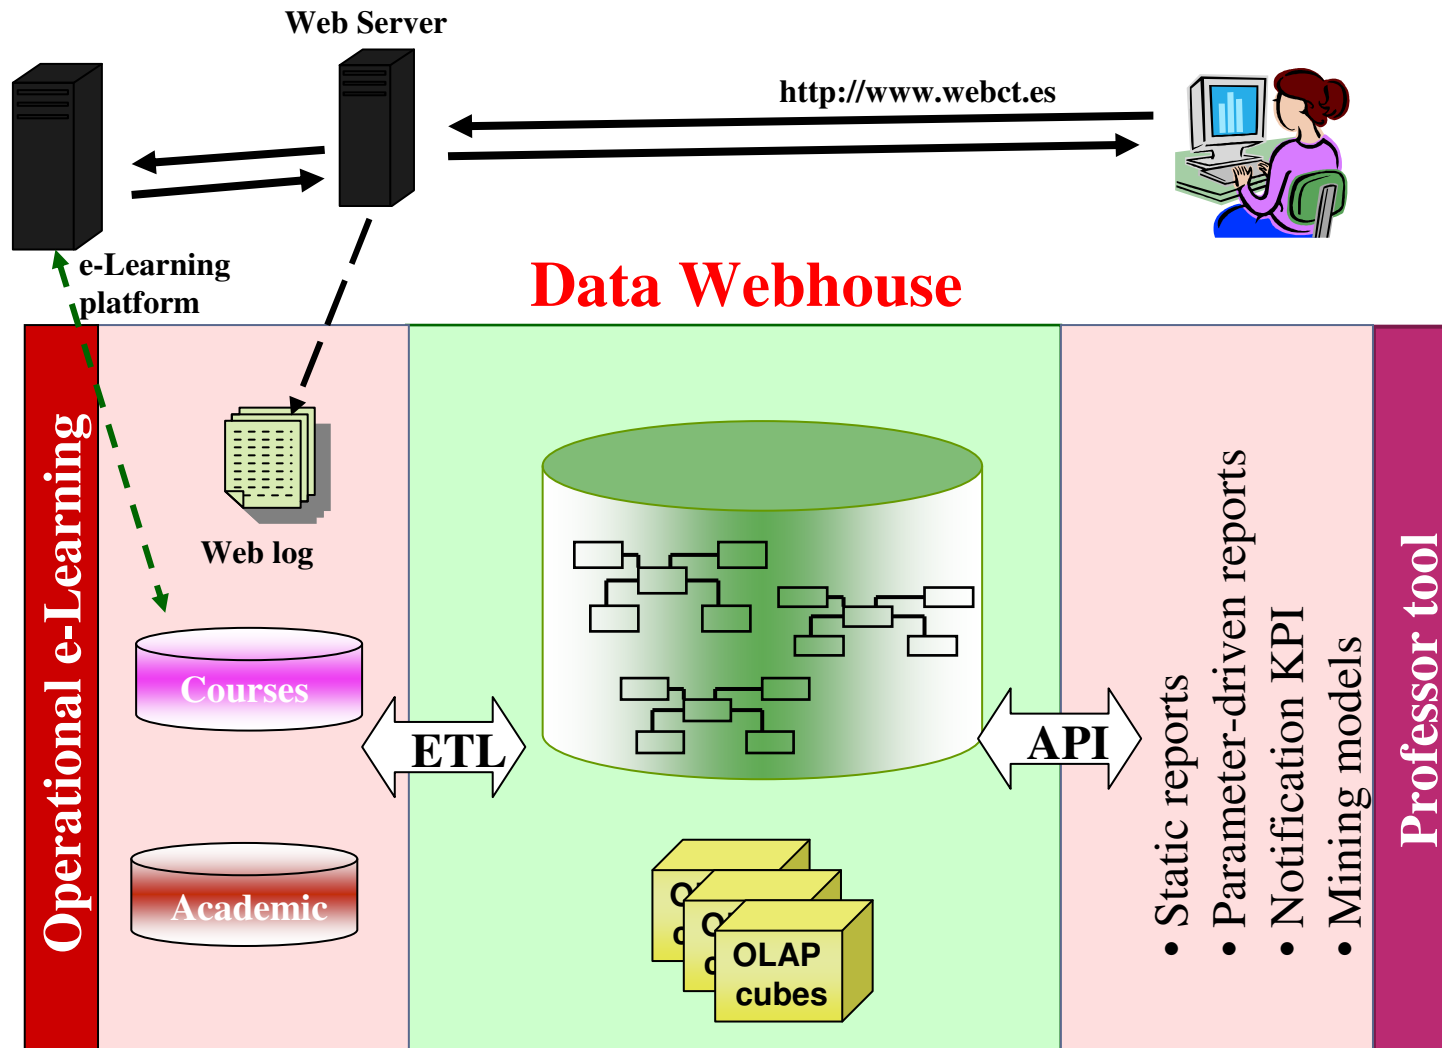 Web Server
http://www.webct.es
e-Learning
platform
Data Webhouse
Operational e-Learning
Web log
Courses
Academic
ETL
API
OLAP
cubes
• Static reports
• Parameter-driven reports
• Notification KPI
• Mining models
Professor tool